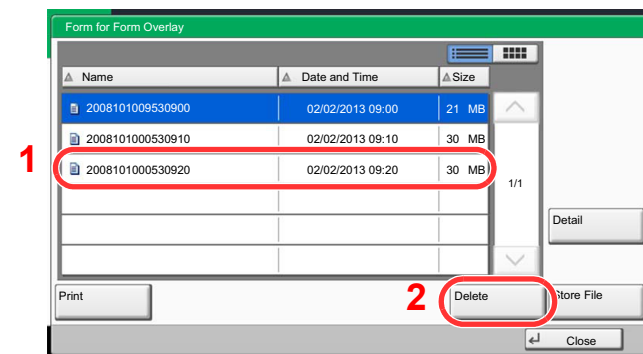 Form for Form Overlay
Name Date and Time Size
2008101009530900 02/02/2013 09:00 21 MB
2008101000530910 02/02/2013 09:10 30 MB
1 2008101000530920 02/02/2013 09:20 30 MB
1/1
Detail
Print 2 Delete Store File
Close